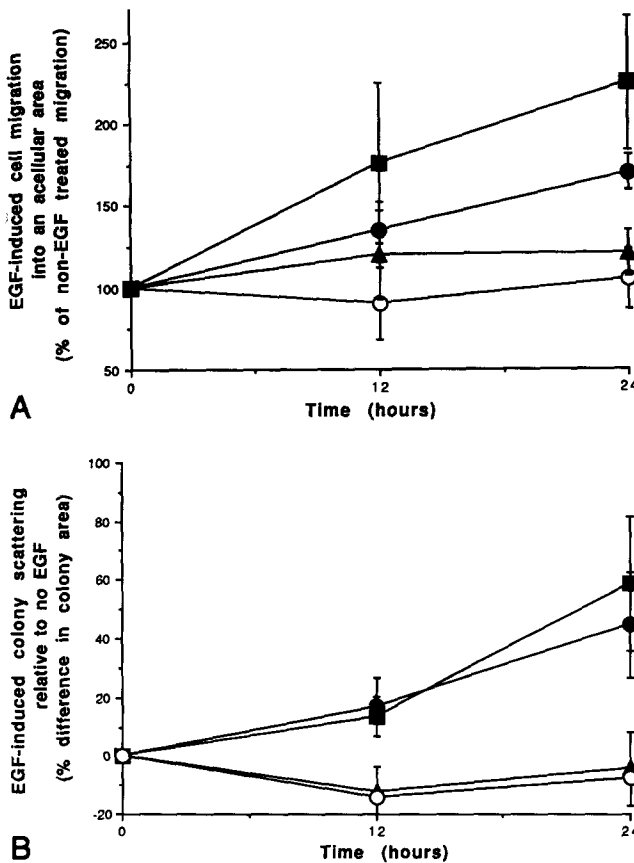 EGF-induced cell migration
into an acellular area
(% of non-EGF treated migration)
250
200
150
100
50
0
12
24
Time (hours)
A
EGF-induced colony scattering
relative to no EGF
(% difference in colony area)
100
80
60
40
20
0
-20
0
12
24
Time (hours)
B